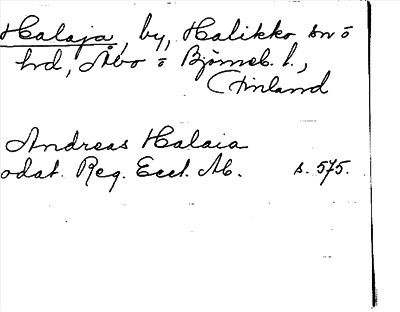 Halaja, by, Halikko sn o
hd, Åbo o Björneb. l.,
Finland
Andreas Halaia
odat. Reg. Eccl. Ab. s. 575.